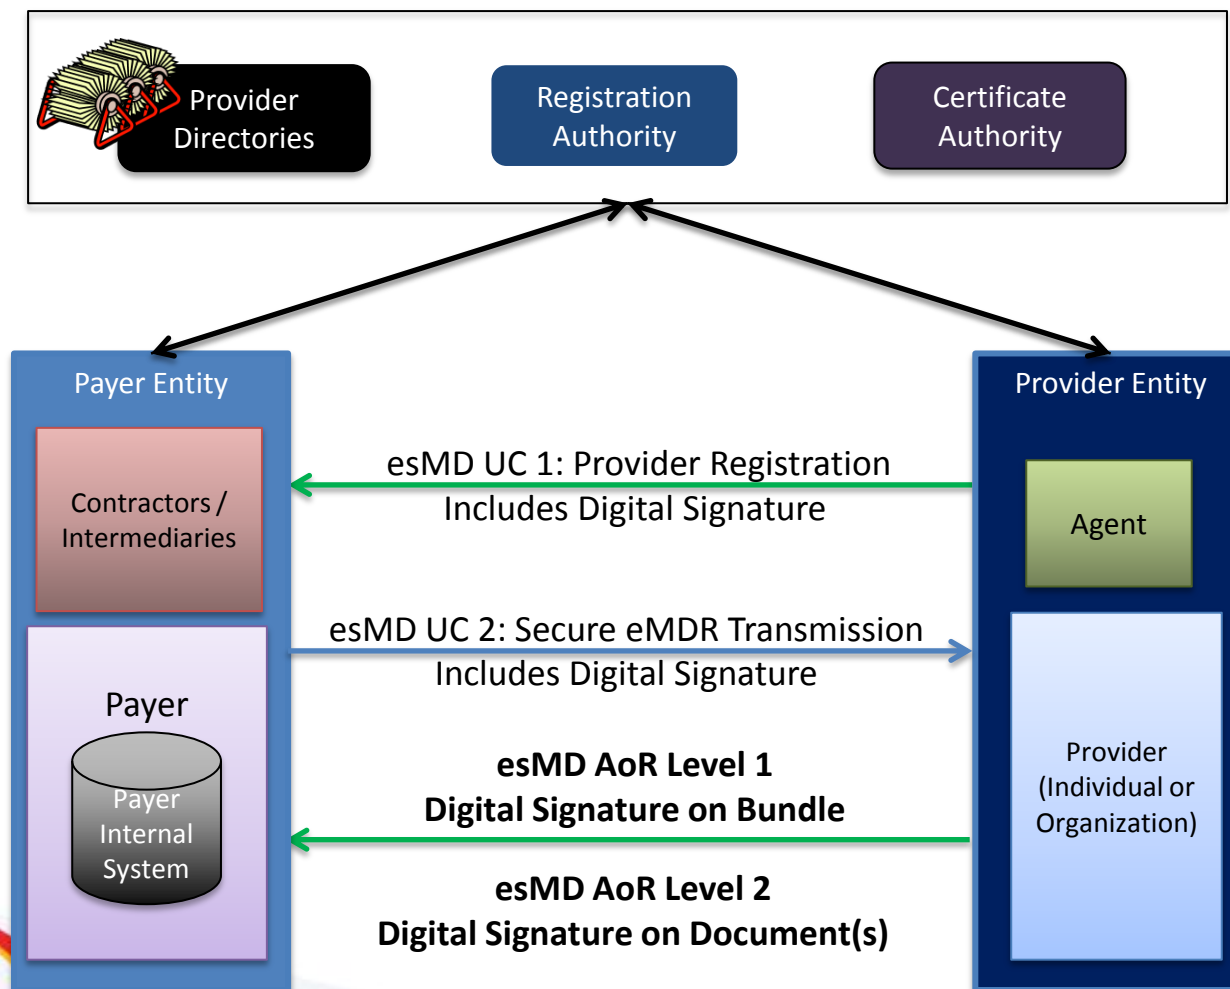 Provider
Directories
Registration
Authority
Certificate
Authority
Payer Entity
Provider Entity
Contractors /
Intermediaries
esMD UC 1: Provider Registration
Includes Digital Signature
Agent
esMD UC 2: Secure eMDR Transmission
Includes Digital Signature
Payer
Payer
Internal
System
esMD AoR Level 1
Digital Signature on Bundle
Provider
(Individual or
Organization)
esMD AoR Level 2
Digital Signature on Document(s)